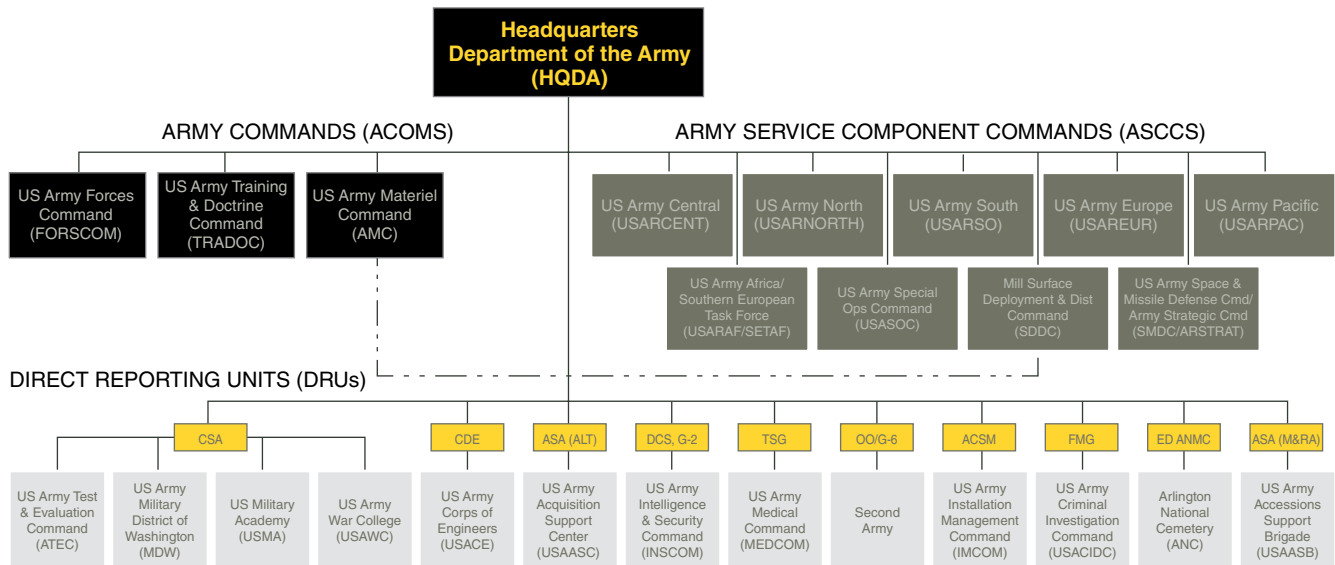 Headquarters
Department of the Army
(HQDA)
ARMY COMMANDS (ACOMS)
ARMY SERVICE COMPONENT COMMANDS (ASCCS)
US Army Forces
Command
(FORSCOM)
US Army Training
& Doctrine
Command
(TRADOC)
US Army Materiel
Command
(AMC)
US Army Central
(USARCENT)
US Army North
(USARNORTH)
US Army South
(USARSO)
US Army Europe
(USAREUR)
US Army Pacific
(USARPAC)
US Army Africa/
Southern European
Task Force
(USARAF/SETAF)
US Army Special
Ops Command
(USASOC)
Mill Surface
Deployment & Dist
Command
(SDDC)
US Army Space &
Missile Defense Cmd/
Army Strategic Cmd
(SMDC/ARSTRAT)
DIRECT REPORTING UNITS (DRUs)
CSA
CDE
ASA (ALT)
DCS, G-2
TSG
OO/G-6
ACSM
FMG
ED ANMC
ASA (M&RA)
US Army Test
& Evaluation
Command
(ATEC)
US Army
Military
District of
Washington
(MDW)
US Military
Academy
(USMA)
US Army
War College
(USAWC)
US Army
Corps of
Engineers
(USACE)
US Army
Acquisition
Support
Center
(USAASC)
US Army
Intelligence
& Security
Command
(INSCOM)
US Army
Medical
Command
(MEDCOM)
Second
Army
US Army
Installation
Management
Command
(IMCOM)
US Army
Criminal
Investigation
Command
(USACIDC)
Arlington
National
Cemetery
(ANC)
US Army
Accessions
Support
Brigade
(USAASB)